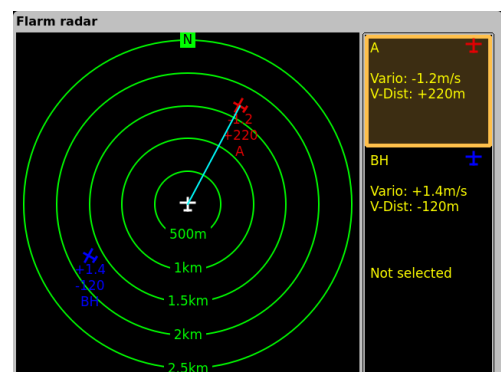 Flarm radar
N
-1.2
+220
A
500m
+1.4
-120
BH
1km
1.5km
2km
2.5km
A
Vario: -1.2m/s
V-Dist: +220m
BH
Vario: +1.4m/s
V-Dist: -120m
Not selected